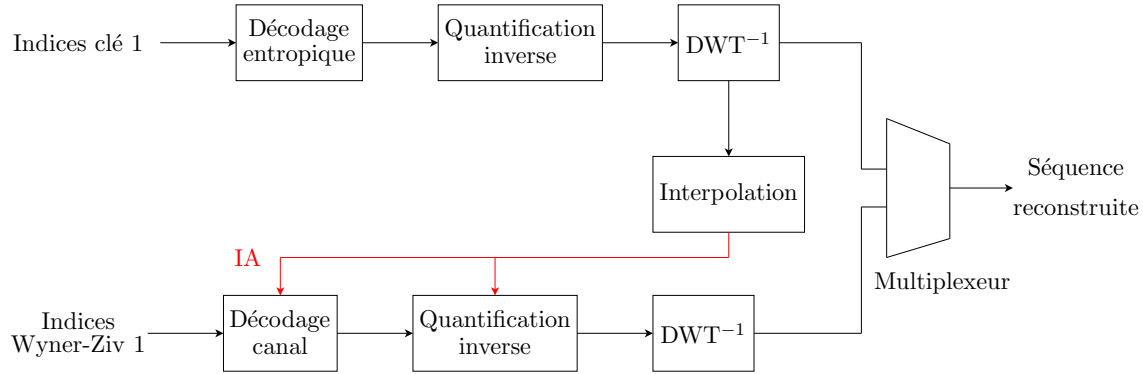 Indices clé 1
Décodage
entropique
Quantification
inverse
DWT⁻¹
Interpolation
Séquence
reconstruite
Multiplexeur
IA
Indices
Wyner-Ziv 1
Décodage
canal
Quantification
inverse
DWT⁻¹